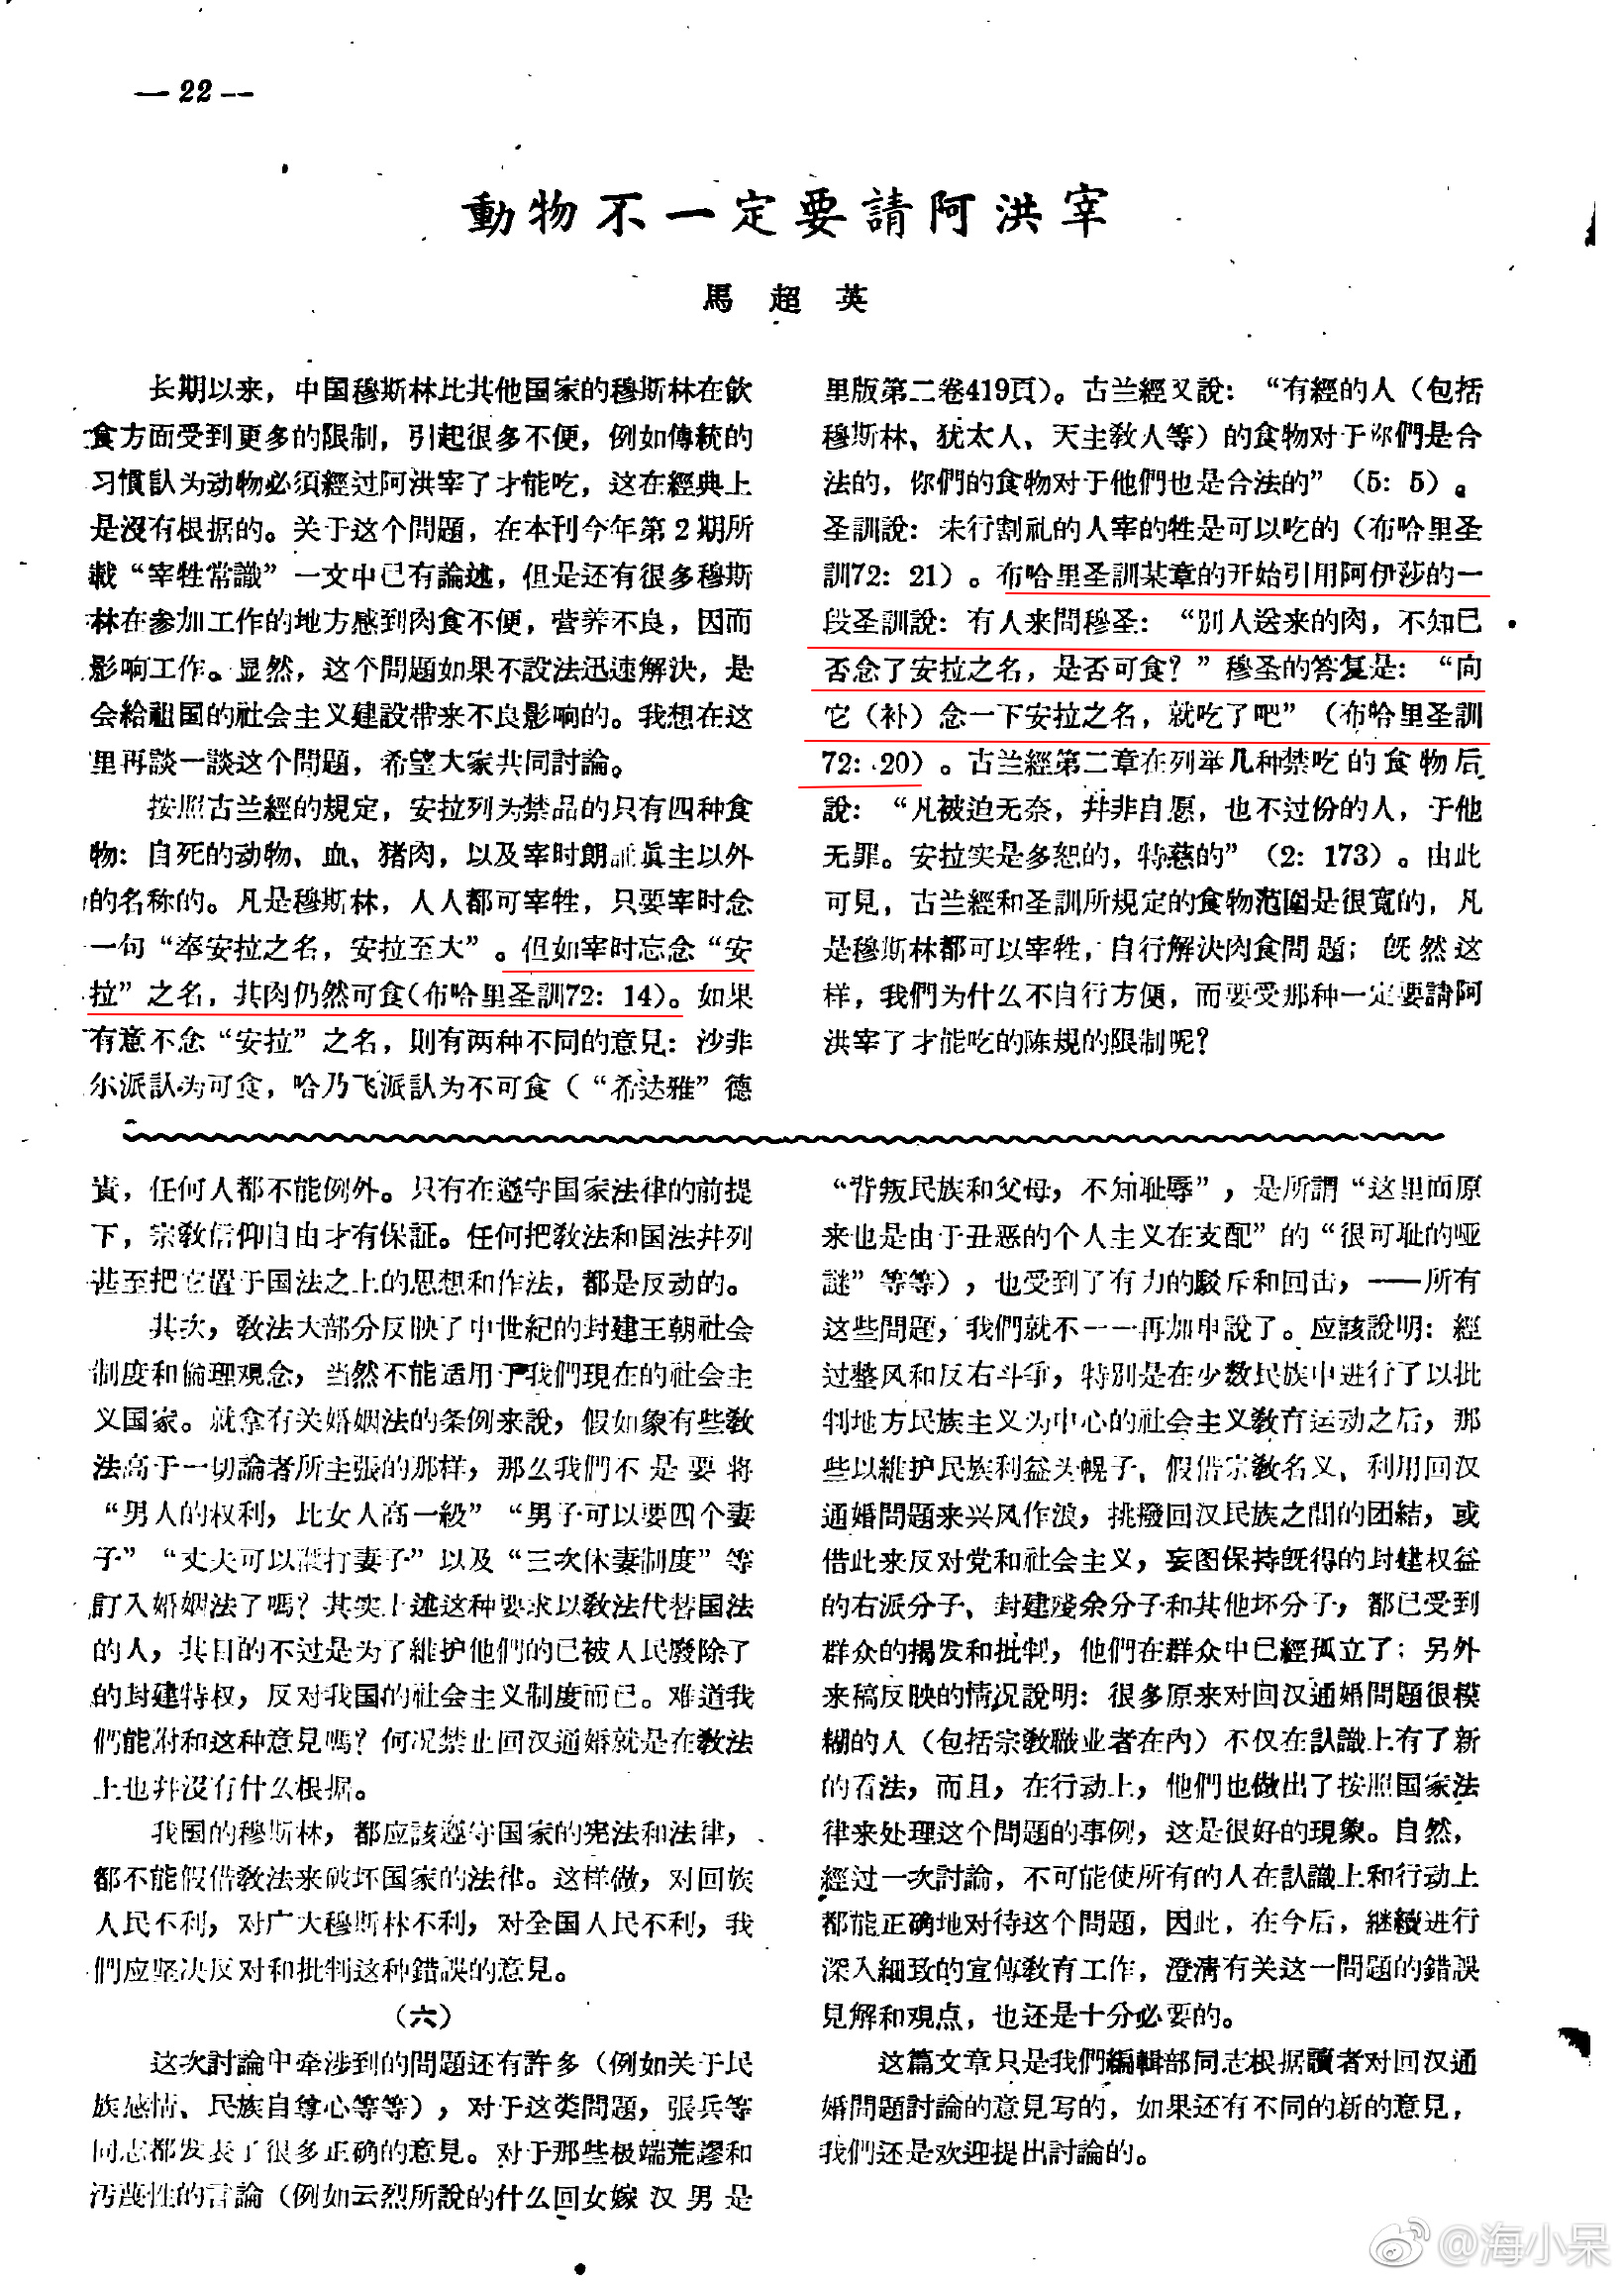 — 22 --
動物不一定要請阿洪宰
馬超英
长期以来，中国穆斯林比其他国家的穆斯林在飲
食方面受到更多的限制，引起很多不便，例如傳統的
习慣認为动物必須經过阿洪宰了才能吃，这在經典上
是沒有根据的。关于这个問題，在本刊今年第2期所
載“宰牲常識”一文中已有論述，但是还有很多穆斯
林在参加工作的地方感到肉食不便，营养不良，因而
影响工作。显然，这个問題如果不設法迅速解決，是
会給祖国的社会主义建設带来不良影响的。我想在这
里再談一談这个問題，希望大家共同討論。
按照古兰經的規定，安拉列为禁品的只有四种食
物：自死的动物、血、猪肉，以及宰时朗誦真主以外
的名称的。凡是穆斯林，人人都可宰牲，只要宰时念
一句“奉安拉之名，安拉至大”。但如宰时忘念“安
拉”之名，其肉仍然可食（布哈里圣訓72：14）。如果
有意不念“安拉”之名，則有两种不同的意見：沙非
尔派認为可食，哈乃飞派認为不可食（“希达雅”德
里版第二卷419頁）。古兰經又說：“有經的人（包括
穆斯林、犹太人、天主教人等）的食物对于你們是合
法的，你們的食物对于他們也是合法的”（5：5）。
圣訓說：未行割礼的人宰的牲是可以吃的（布哈里圣
訓72：21）。布哈里圣訓某章的开始引用阿伊莎的一
段圣訓說：有人来問穆圣：“別人送来的肉，不知已
否念了安拉之名，是否可食？”穆圣的答复是：“向
它（补）念一下安拉之名，就吃了吧”（布哈里圣訓
72：20）。古兰經第二章在列举几种禁吃的食物后
說：“凡被迫无奈，幷非自愿，也不过份的人，于他
无罪。安拉实是多恕的，特慈的”（2：173）。由此
可見，古兰經和圣訓所規定的食物范圍是很寬的，凡
是穆斯林都可以宰牲，自行解決肉食問題；既然这
样，我們为什么不自行方便，而要受那种一定要請阿
洪宰了才能吃的陈規的限制呢？
責，任何人都不能例外。只有在遵守国家法律的前提
下，宗教信仰自由才有保証。任何把教法和国法幷列
甚至把它置于国法之上的思想和作法，都是反动的。
其次，教法大部分反映了中世紀的封建王朝社会
制度和倫理观念，当然不能适用于我們現在的社会主
义国家。就拿有关婚姻法的条例来說，假如象有些教
法高于一切論者所主張的那样，那么我們不是要将
“男人的权利，比女人高一級”“男子可以要四个妻
子”“丈夫可以毆打妻子”以及“三次休妻制度”等
訂入婚姻法了嗎？其实上述这种要求以教法代替国法
的人，其目的不过是为了維护他們的已被人民廢除了
的封建特权，反对我国的社会主义制度而已。难道我
們能附和这种意見嗎？何况禁止回汉通婚就是在教法
上也幷沒有什么根据。
我国的穆斯林，都应該遵守国家的宪法和法律，
都不能假借教法来破坏国家的法律。这样做，对回族
人民不利，对广大穆斯林不利，对全国人民不利，我
們应坚决反对和批判这种錯誤的意見。
（六）
这次討論中牵涉到的問題还有許多（例如关于民
族感情、民族自尊心等等），对于这类問題，張兵等
同志都发表了很多正确的意見。对于那些极端荒謬和
污蔑性的言論（例如云烈所說的什么回女嫁汉男是
“背叛民族和父母，不知耻辱”，是所謂“这里面原
来也是由于丑恶的个人主义在支配”的“很可耻的哑
謎”等等），也受到了有力的駁斥和回击，——所有
这些問題，我們就不一一再加申說了。应該說明：經
过整风和反右斗爭，特別是在少数民族中进行了以批
判地方民族主义为中心的社会主义教育运动之后，那
些以維护民族利益为幌子、假借宗教名义、利用回汉
通婚問題来兴风作浪，挑撥回汉民族之間的团結，或
借此来反对党和社会主义，妄图保持既得的封建权益
的右派分子、封建殘余分子和其他坏分子，都已受到
群众的揭发和批判，他們在群众中已經孤立了；另外
来稿反映的情况說明：很多原来对回汉通婚問題很模
糊的人（包括宗教職业者在內）不仅在認識上有了新
的看法，而且，在行动上，他們也做出了按照国家法
律来处理这个問題的事例，这是很好的現象。自然，
經过一次討論，不可能使所有的人在認識上和行动上
都能正确地对待这个問題，因此，在今后，継續进行
深入細致的宣傳教育工作，澄清有关这一問題的錯誤
見解和观点，也还是十分必要的。
这篇文章只是我們編輯部同志根据讀者对回汉通
婚問題討論的意見写的，如果还有不同的新的意見，
我們还是欢迎提出討論的。
@海小呆